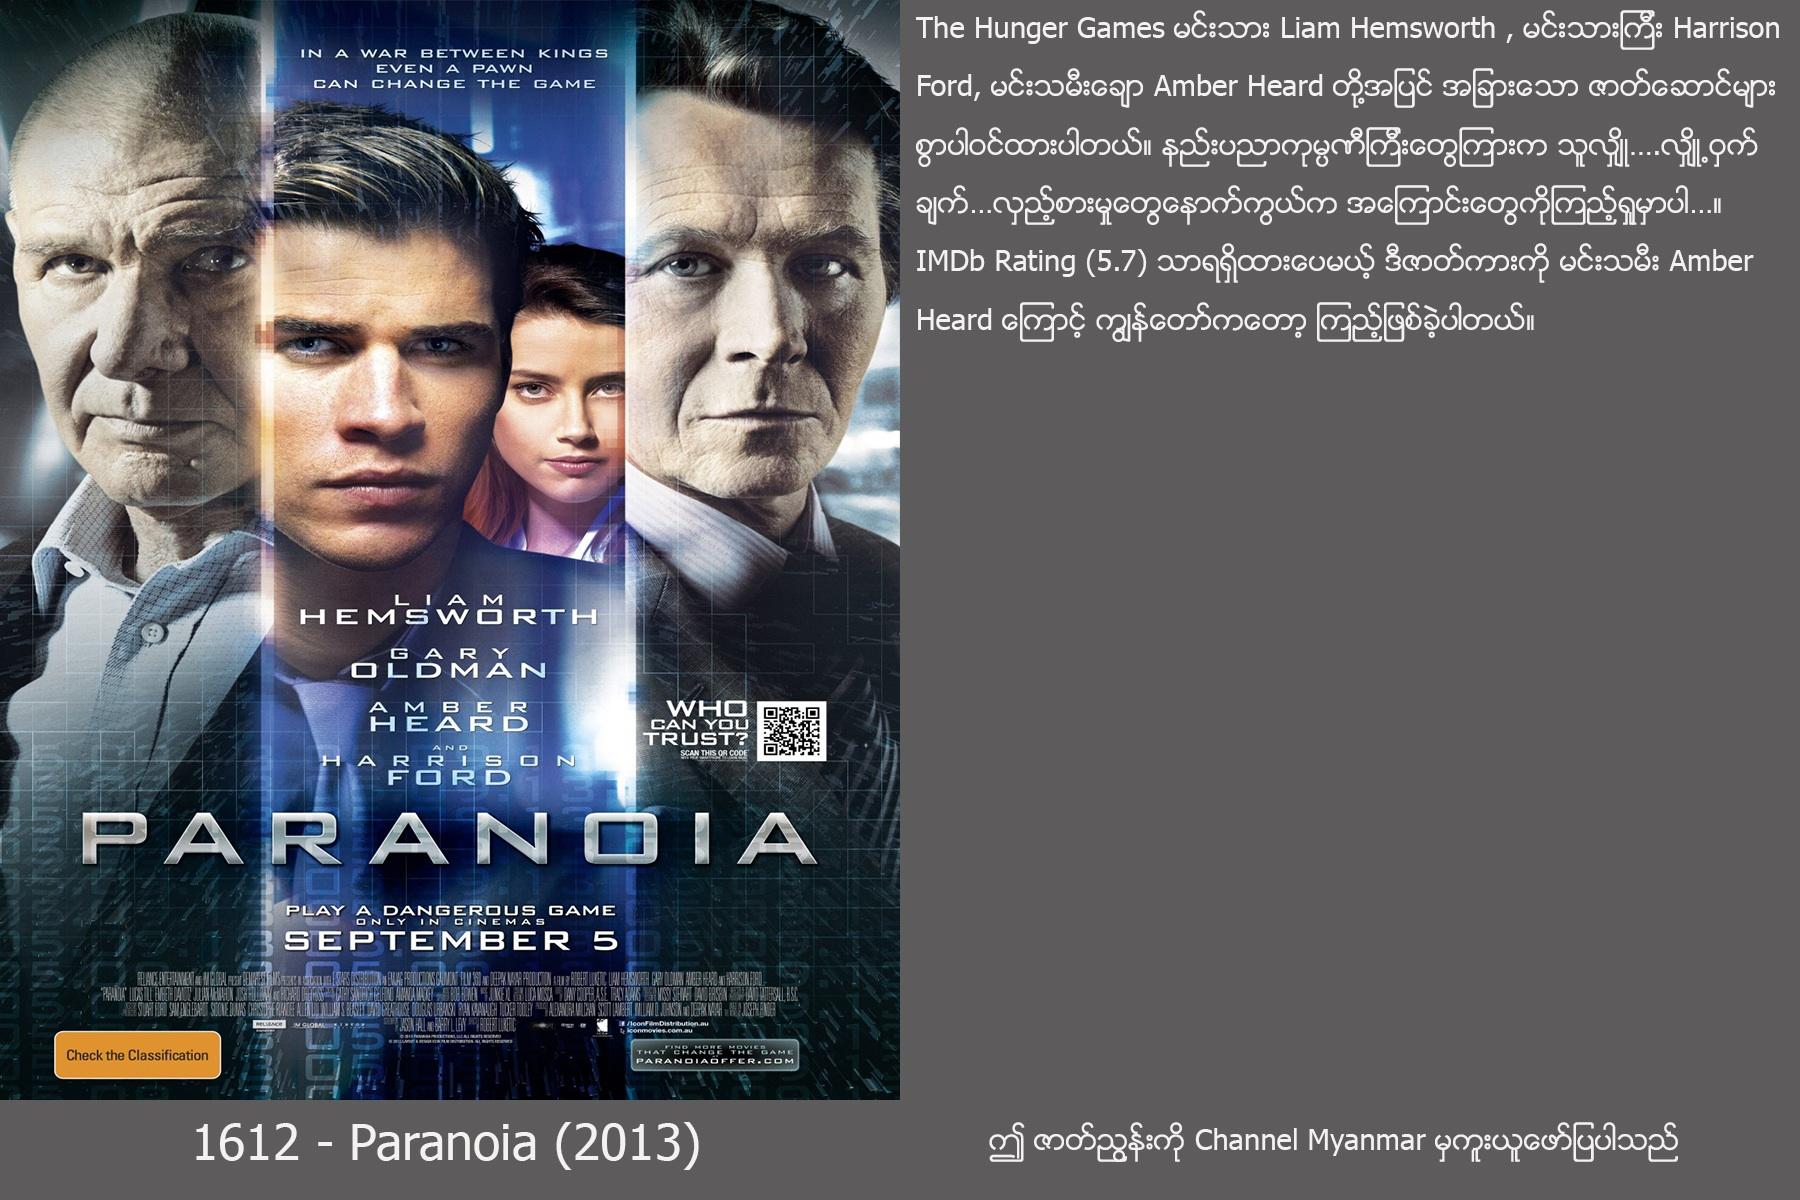 IN A WAR BETWEEN KINGS
EVEN A PAWN
CAN CHANGE THE GAME
LIAM
HEMSWORTH
GARY
OLDMAN
AMBER
HEARD
AND
HARRISON
FORD
WHO
CAN YOU
TRUST?
SCAN THIS QR CODE
PARANOIA
PLAY A DANGEROUS GAME
ONLY IN CINEMAS
SEPTEMBER 5
/IconFilmDistribution.au
iconmovies.com.au
Check the Classification
FIND MORE MOVIES
THAT CHANGE THE GAME
PARANOIAOFFER.COM
1612 - Paranoia (2013)
The Hunger Games မင်းသား Liam Hemsworth , မင်းသားကြီး Harrison
Ford, မင်းသမီးချော Amber Heard တို့အပြင် အခြားသော ဇာတ်ဆောင်များ
စွာပါဝင်ထားပါတယ်။ နည်းပညာကုမ္ပဏီကြီးတွေကြားက သူလျှို....လျှို့ဝှက်
ချက်...လှည့်စားမှုတွေနောက်ကွယ်က အကြောင်းတွေကိုကြည့်ရှုမှာပါ...။
IMDb Rating (5.7) သာရရှိထားပေမယ့် ဒီဇာတ်ကားကို မင်းသမီး Amber
Heard ကြောင့် ကျွန်တော်ကတော့ ကြည့်ဖြစ်ခဲ့ပါတယ်။
ဤ ဇာတ်ညွှန်းကို Channel Myanmar မှကူးယူဖော်ပြပါသည်